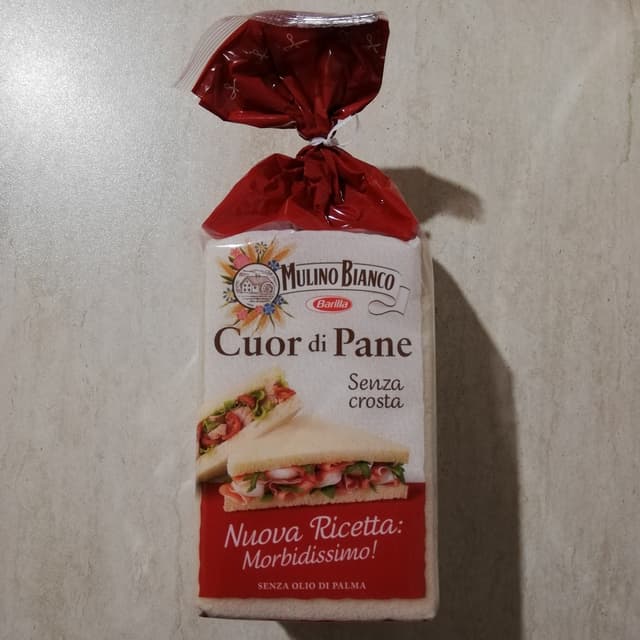 MULINO BIANCO
Barilla
Cuor di Pane
Senza
crosta
Nuova Ricetta:
Morbidissimo!
SENZA OLIO DI PALMA